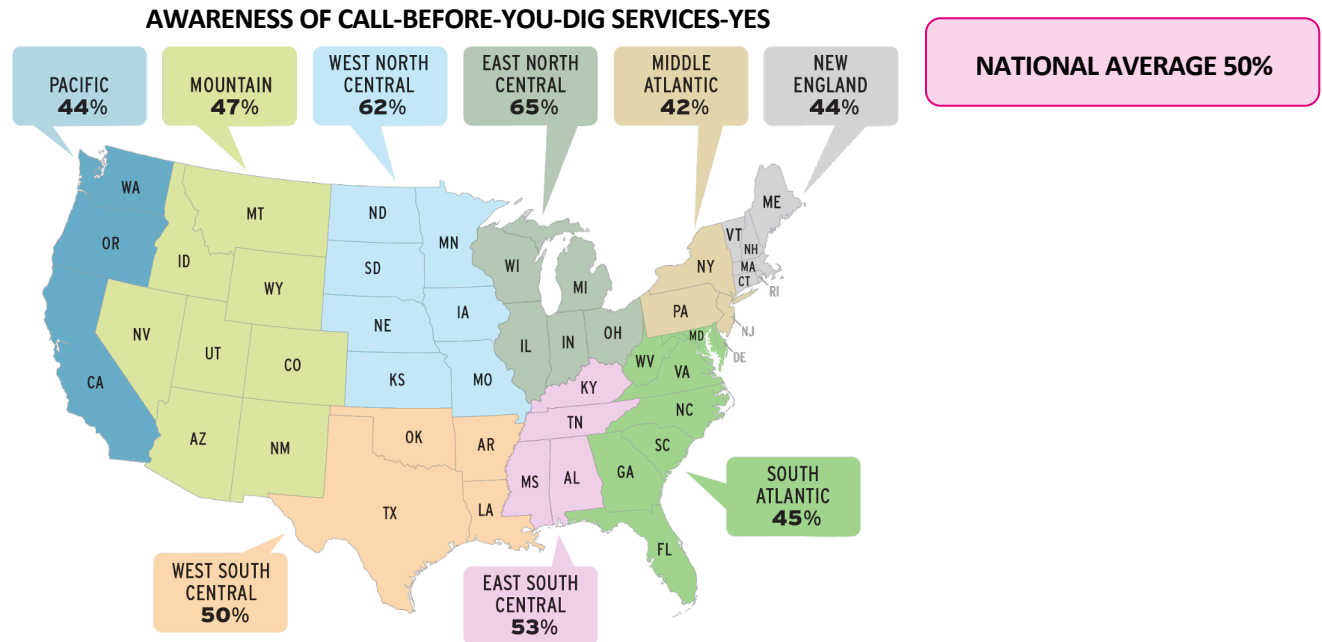 AWARENESS OF CALL-BEFORE-YOU-DIG SERVICES-YES
NATIONAL AVERAGE 50%
PACIFIC
44%
MOUNTAIN
47%
WEST NORTH
CENTRAL
62%
EAST NORTH
CENTRAL
65%
MIDDLE
ATLANTIC
42%
NEW
ENGLAND
44%
WA
OR
CA
MT
ID
WY
NV
UT
CO
AZ
NM
ND
SD
NE
KS
MN
IA
MO
WI
MI
IL
IN
OH
NY
PA
NJ
ME
VT
NH
MA
CT
RI
MD
DE
WV
VA
NC
SC
GA
FL
KY
TN
MS
AL
OK
AR
TX
LA
SOUTH
ATLANTIC
45%
WEST SOUTH
CENTRAL
50%
EAST SOUTH
CENTRAL
53%